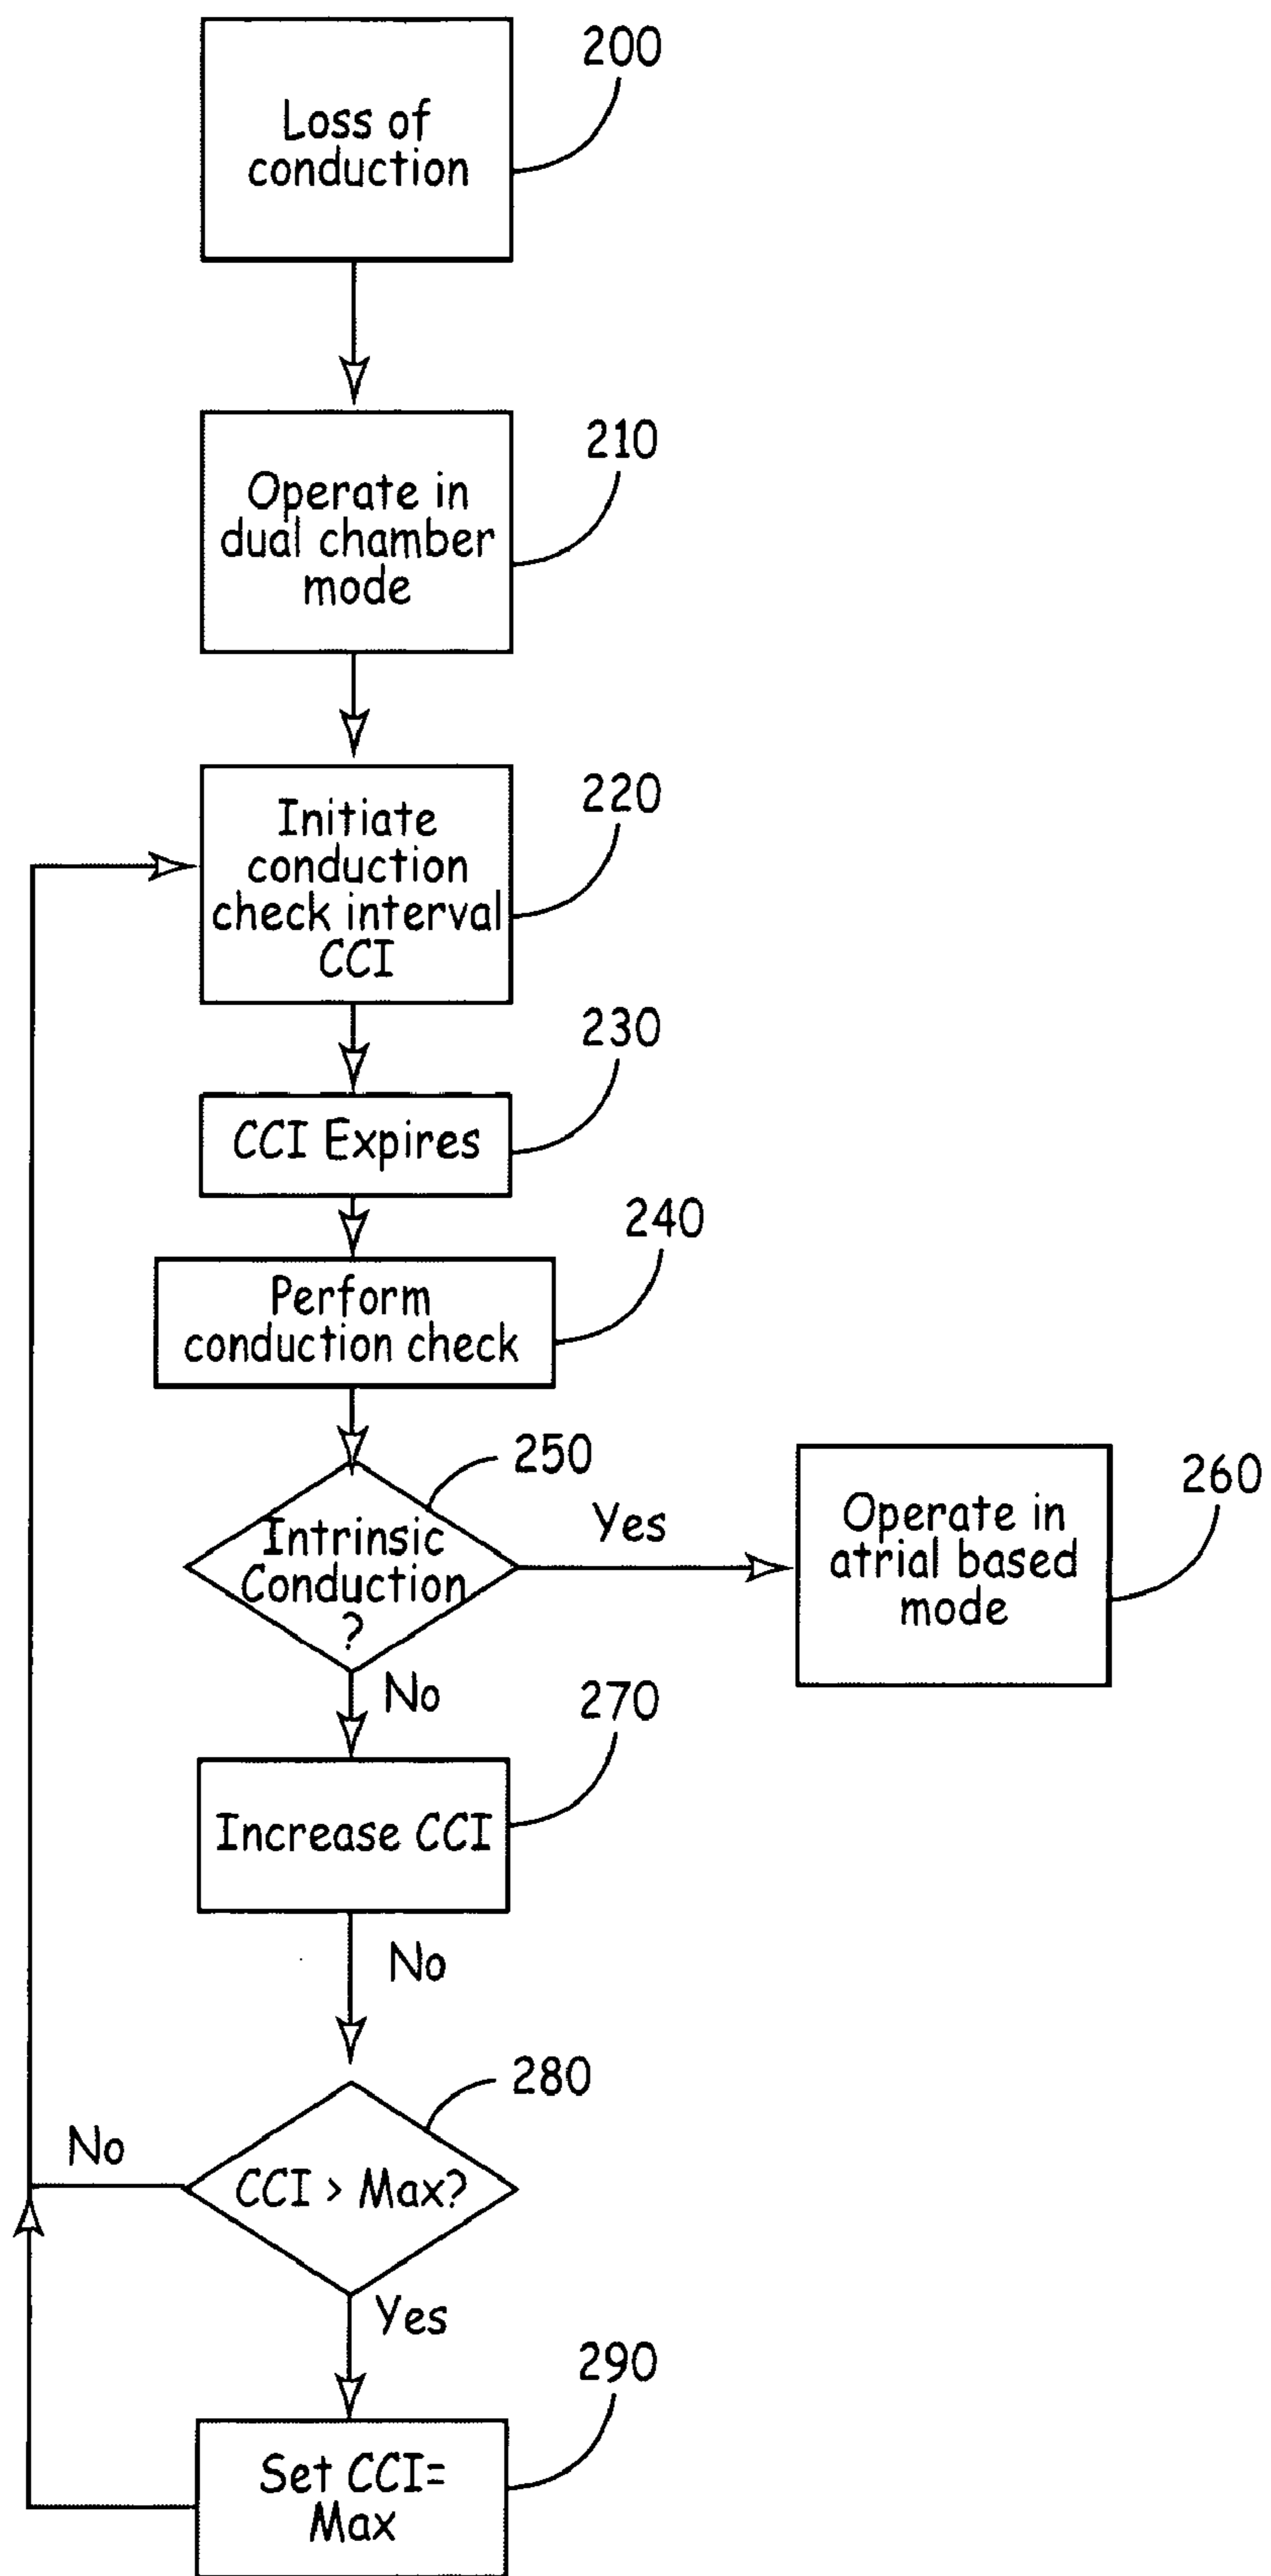 200
Loss of
conduction
210
Operate in
dual chamber
mode
220
Initiate
conduction
check interval
CCI
230
CCI Expires
240
Perform
conduction check
250
Intrinsic
Conduction
?
Yes
260
Operate in
atrial based
mode
No
270
Increase CCI
No
280
CCI > Max?
No
Yes
290
Set CCI=
Max